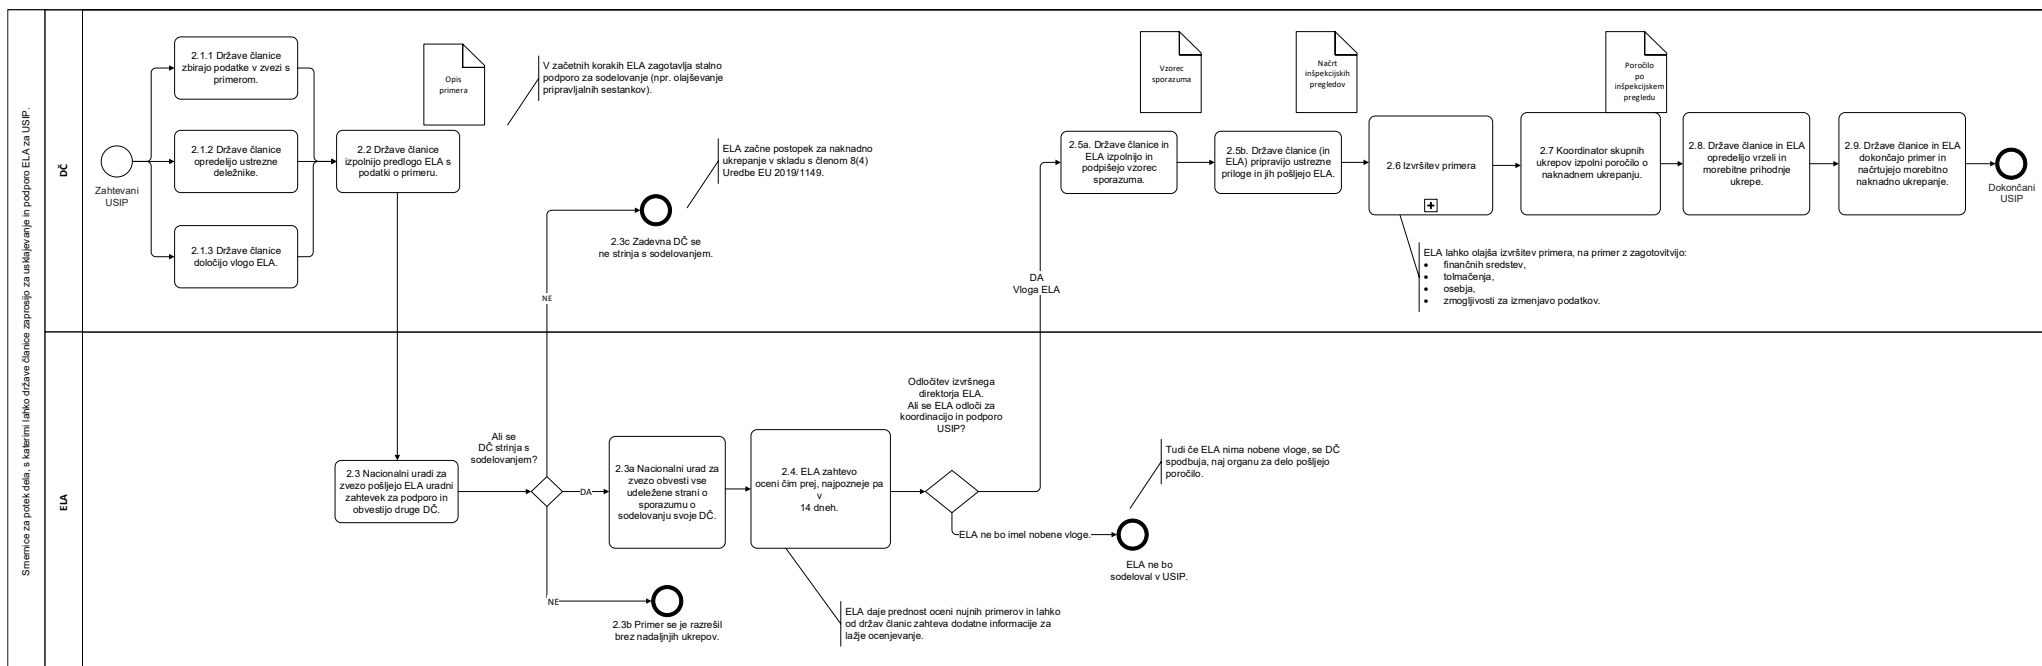 Smernice za potek dela, s katerimi lahko države članice zaprosijo za usklajevanje in podporo ELA za USIP.
DČ
Zahtevani
USIP
2.1.1 Države članice
zbirajo podatke v zvezi s
primerom.
2.1.2 Države članice
opredelijo ustrezne
deležnike.
2.1.3 Države članice
določijo vlogo ELA.
2.2 Države članice
izpolnijo predlogo ELA s
podatki o primeru.
Opis
primera
V začetnih korakih ELA zagotavlja stalno
podporo za sodelovanje (npr. olajševanje
pripravljalnih sestankov).
ELA začne postopek za naknadno
ukrepanje v skladu s členom 8(4)
Uredbe EU 2019/1149.
2.3c Zadevna DČ se
ne strinja s sodelovanjem.
NE
DA
Vloga ELA
Vzorec
sporazuma
2.5a. Države članice in
ELA izpolnijo in
podpišejo vzorec
sporazuma.
Načrt
inšpekcijskih
pregledov
2.5b. Države članice (in
ELA) pripravijo ustrezne
priloge in jih pošljejo ELA.
2.6 Izvršitev primera
ELA lahko olajša izvršitev primera, na primer z zagotovitvijo:
• finančnih sredstev,
• tolmačenja,
• osebja,
• zmogljivosti za izmenjavo podatkov.
Poročilo
po
inšpekcijskem
pregledu
2.7 Koordinator skupnih
ukrepov izpolni poročilo o
naknadnem ukrepanju.
2.8. Države članice in ELA
opredelijo vrzeli in
morebitne prihodnje
ukrepe.
2.9. Države članice in ELA
dokončajo primer in
načrtujejo morebitno
naknadno ukrepanje.
Dokončani
USIP
ELA
2.3 Nacionalni uradi za
zvezo pošljejo ELA uradni
zahtevek za podporo in
obvestijo druge DČ.
Ali se
DČ strinja s
sodelovanjem?
DA
2.3a Nacionalni urad za
zvezo obvesti vse
udeležene strani o
sporazumu o
sodelovanju svoje DČ.
NE
2.3b Primer se je razrešil
brez nadaljnjih ukrepov.
2.4. ELA zahtevo
oceni čim prej, najpozneje pa
v
14 dneh.
ELA daje prednost oceni nujnih primerov in lahko
od držav članic zahteva dodatne informacije za
lažje ocenjevanje.
Odločitev izvršnega
direktorja ELA.
Ali se ELA odloči za
koordinacijo in podporo
USIP?
ELA ne bo imel nobene vloge.
Tudi če ELA nima nobene vloge, se DČ
spodbuja, naj organu za delo pošljejo
poročilo.
ELA ne bo
sodeloval v USIP.